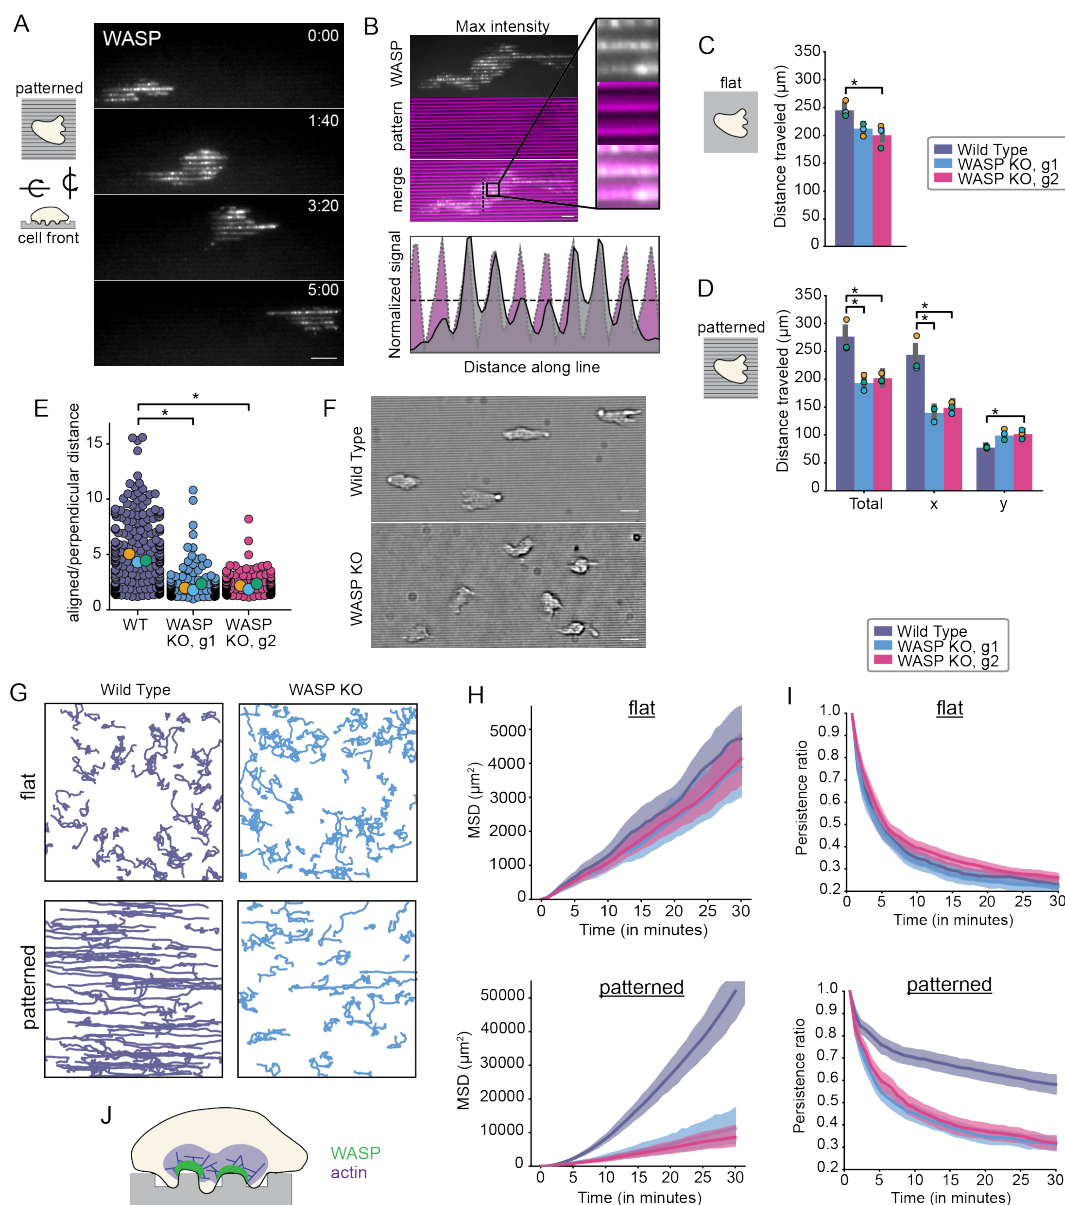 A
WASP
0:00
patterned
1:40
3:20
cell front
5:00
B
Max intensity
WASP
pattern
merge
Normalized signal
Distance along line
C
flat
Distance traveled (µm)
350
300
250
200
150
100
50
0
*
Wild Type
WASP KO, g1
WASP KO, g2
D
patterned
Distance traveled (µm)
350
300
250
200
150
100
50
0
*
*
*
*
*
Total
x
y
E
aligned/perpendicular distance
15
10
5
0
*
*
WT
WASP KO, g1
WASP KO, g2
F
Wild Type
WASP KO
Wild Type
WASP KO, g1
WASP KO, g2
G
Wild Type
WASP KO
flat
patterned
H
flat
MSD (µm²)
5000
4000
3000
2000
1000
0
0 5 10 15 20 25 30
Time (in minutes)
patterned
MSD (µm²)
50000
40000
30000
20000
10000
0
0 5 10 15 20 25 30
Time (in minutes)
I
flat
Persistence ratio
1.0
0.9
0.8
0.7
0.6
0.5
0.4
0.3
0.2
0 5 10 15 20 25 30
Time (in minutes)
patterned
Persistence ratio
1.0
0.9
0.8
0.7
0.6
0.5
0.4
0.3
0.2
0 5 10 15 20 25 30
Time (in minutes)
J
WASP
actin